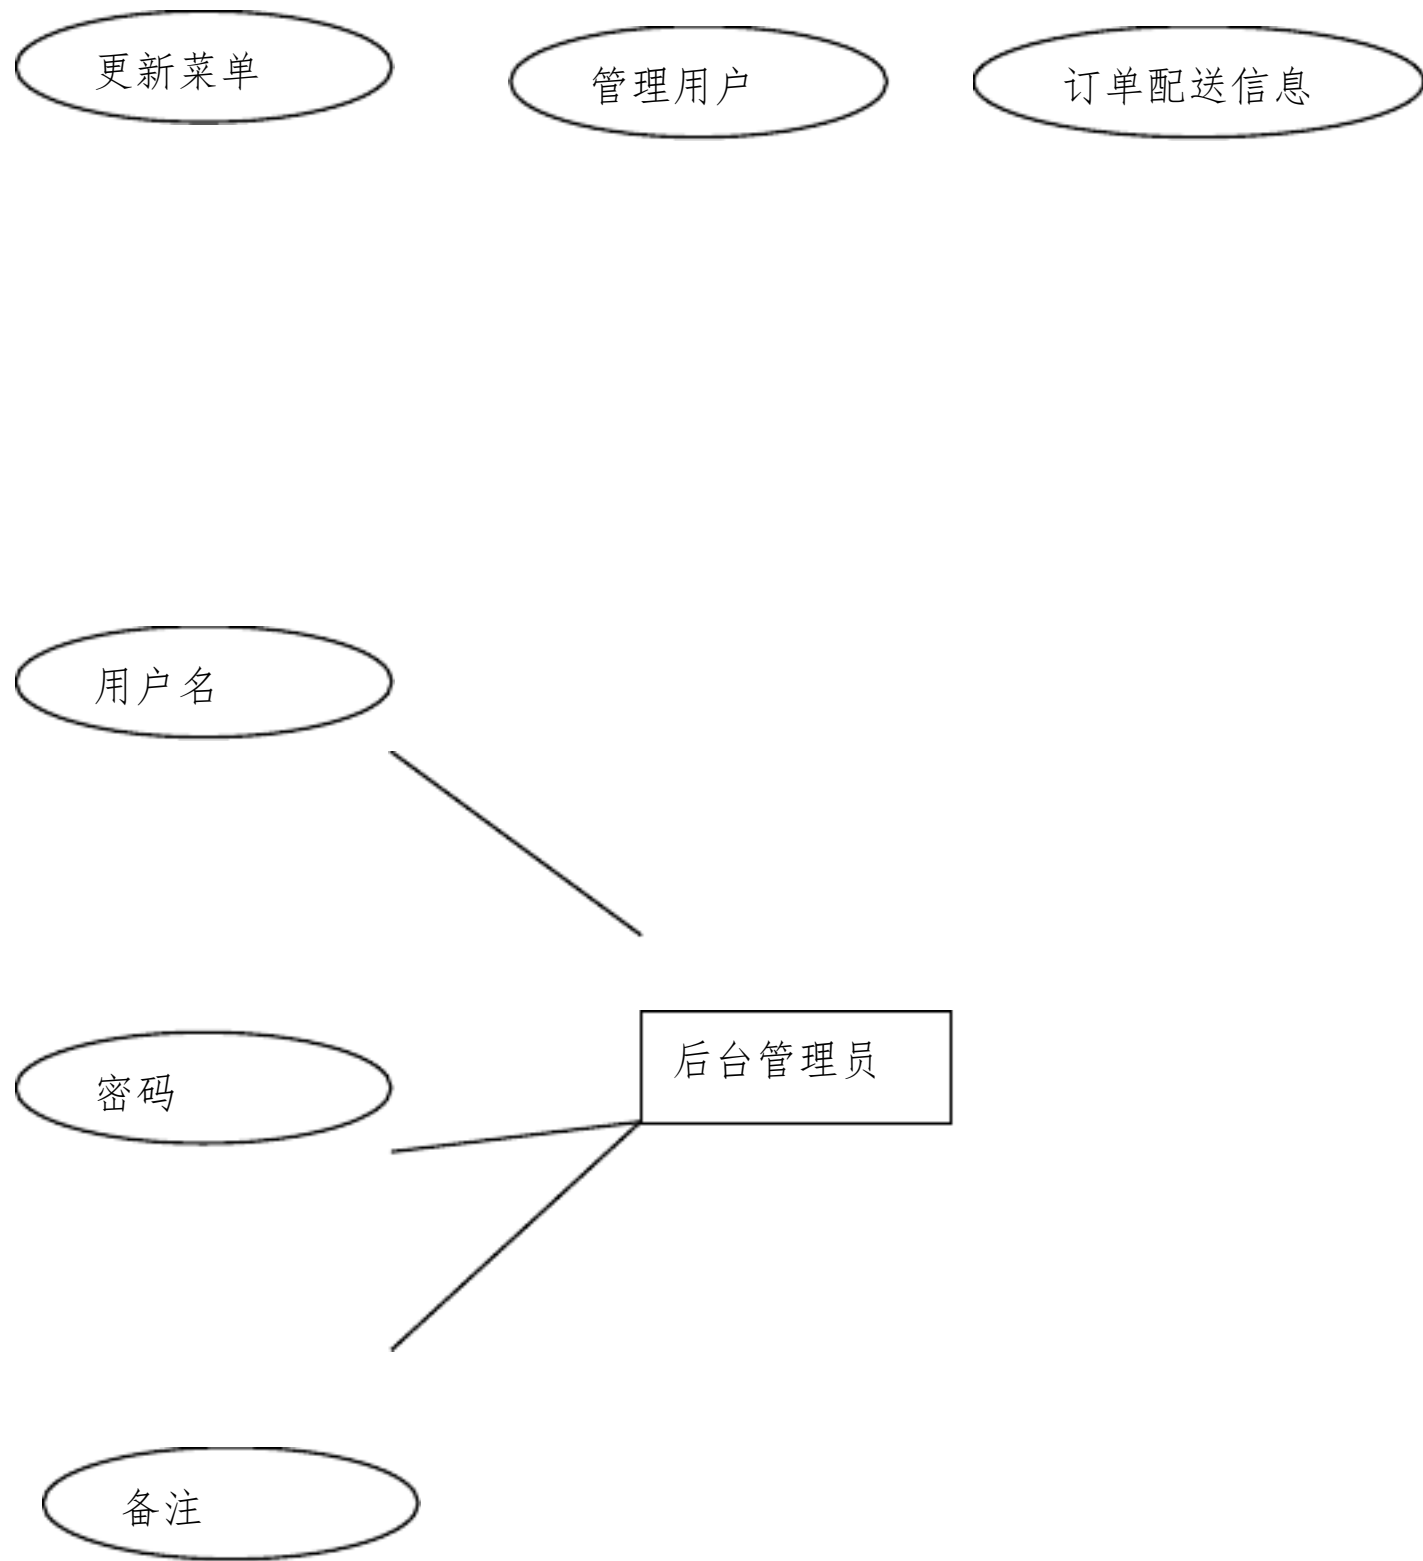 更新菜单
管理用户
订单配送信息
用户名
后台管理员
密码
备注